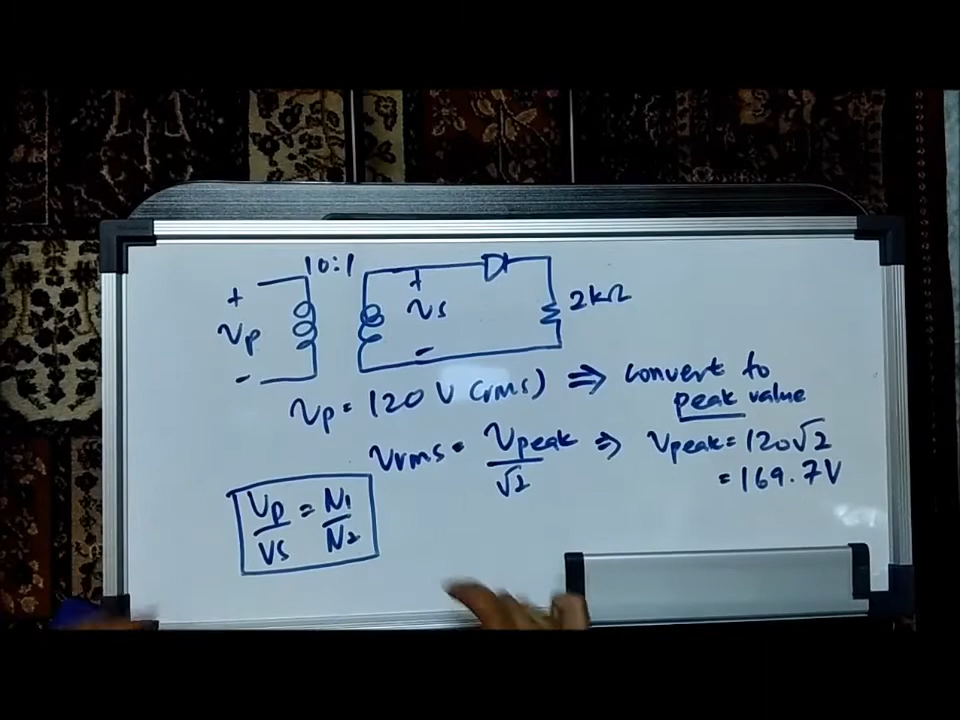 10:1
+
+
Vs
2kΩ
Vp
-
-
Vp = 120 V (rms) ⇒ convert to
peak value
Vrms = Vpeak/√2 ⇒ Vpeak = 120√2
= 169.7V
Vp/Vs = N1/N2